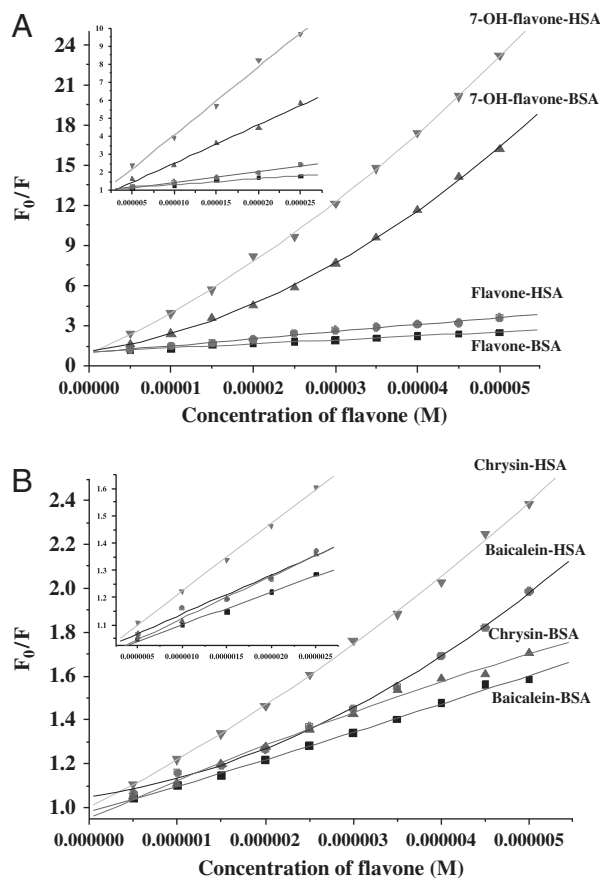 A
7-OH-flavone-HSA
7-OH-flavone-BSA
Flavone-HSA
Flavone-BSA
F0/F
24
21
18
15
12
9
6
3
0
0.00000 0.00001 0.00002 0.00003 0.00004 0.00005
Concentration of flavone (M)
10
9
8
7
6
5
4
3
2
1
0.000005 0.000010 0.000015 0.000020 0.000025
B
Chrysin-HSA
Baicalein-HSA
Chrysin-BSA
Baicalein-BSA
F0/F
2.4
2.2
2.0
1.8
1.6
1.4
1.2
1.0
0.000000 0.000001 0.000002 0.000003 0.000004 0.000005
Concentration of flavone (M)
1.6
1.5
1.4
1.3
1.2
1.1
0.0000005 0.0000010 0.0000015 0.0000020 0.0000025